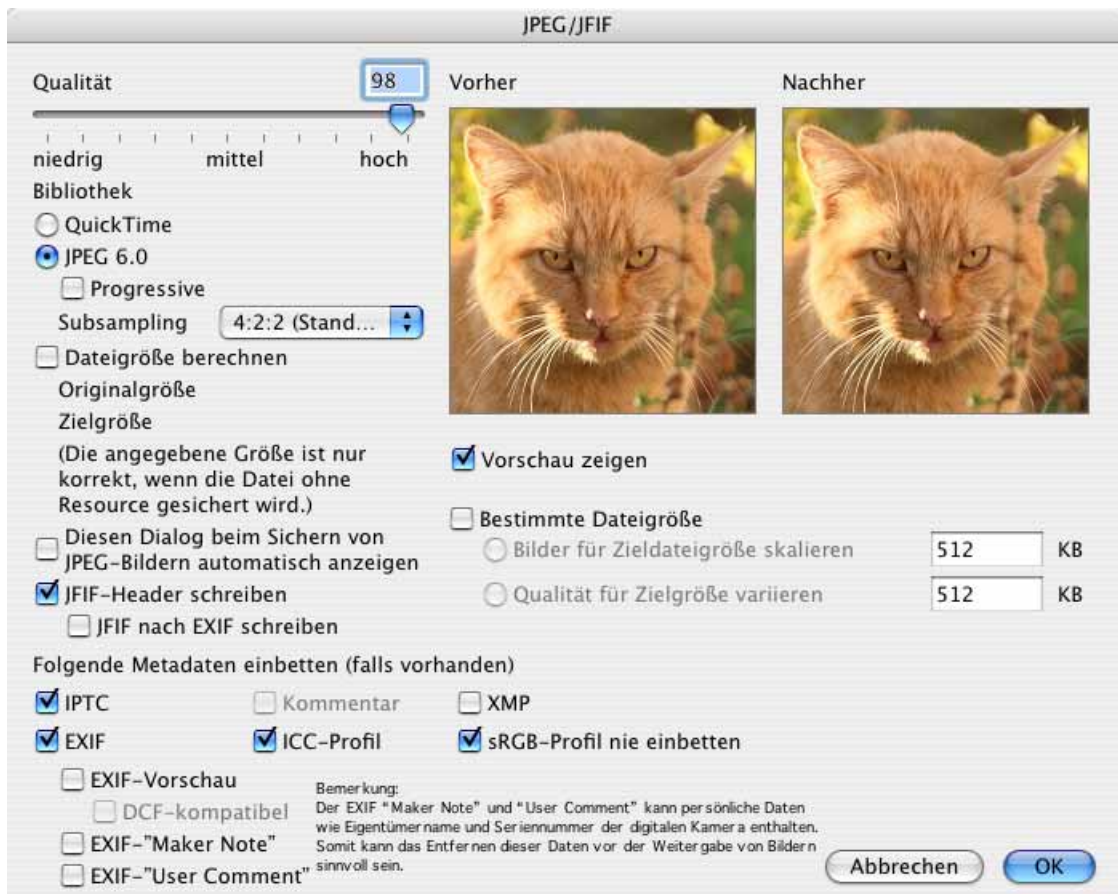 JPEG/JFIF
Qualität 98
niedrig mittel hoch
Bibliothek
QuickTime
JPEG 6.0
Progressive
Subsampling 4:2:2 (Stand...
Dateigröße berechnen
Originalgröße
Zielgröße
(Die angegebene Größe ist nur
korrekt, wenn die Datei ohne
Resource gesichert wird.)
Diesen Dialog beim Sichern von
JPEG-Bildern automatisch anzeigen
JFIF-Header schreiben
JFIF nach EXIF schreiben
Vorher Nachher
Vorschau zeigen
Bestimmte Dateigröße
Bilder für Zieldateigröße skalieren 512 KB
Qualität für Zielgröße variieren 512 KB
Folgende Metadaten einbetten (falls vorhanden)
IPTC Kommentar XMP
EXIF ICC-Profil sRGB-Profil nie einbetten
EXIF-Vorschau
DCF-kompatibel
EXIF-"Maker Note"
EXIF-"User Comment"
Bemerkung:
Der EXIF “Maker Note” und “User Comment” kann persönliche Daten
wie Eigentümername und Seriennummer der digitalen Kamera enthalten.
Somit kann das Entfernen dieser Daten vor der Weitergabe von Bildern
sinnvoll sein.
Abbrechen OK